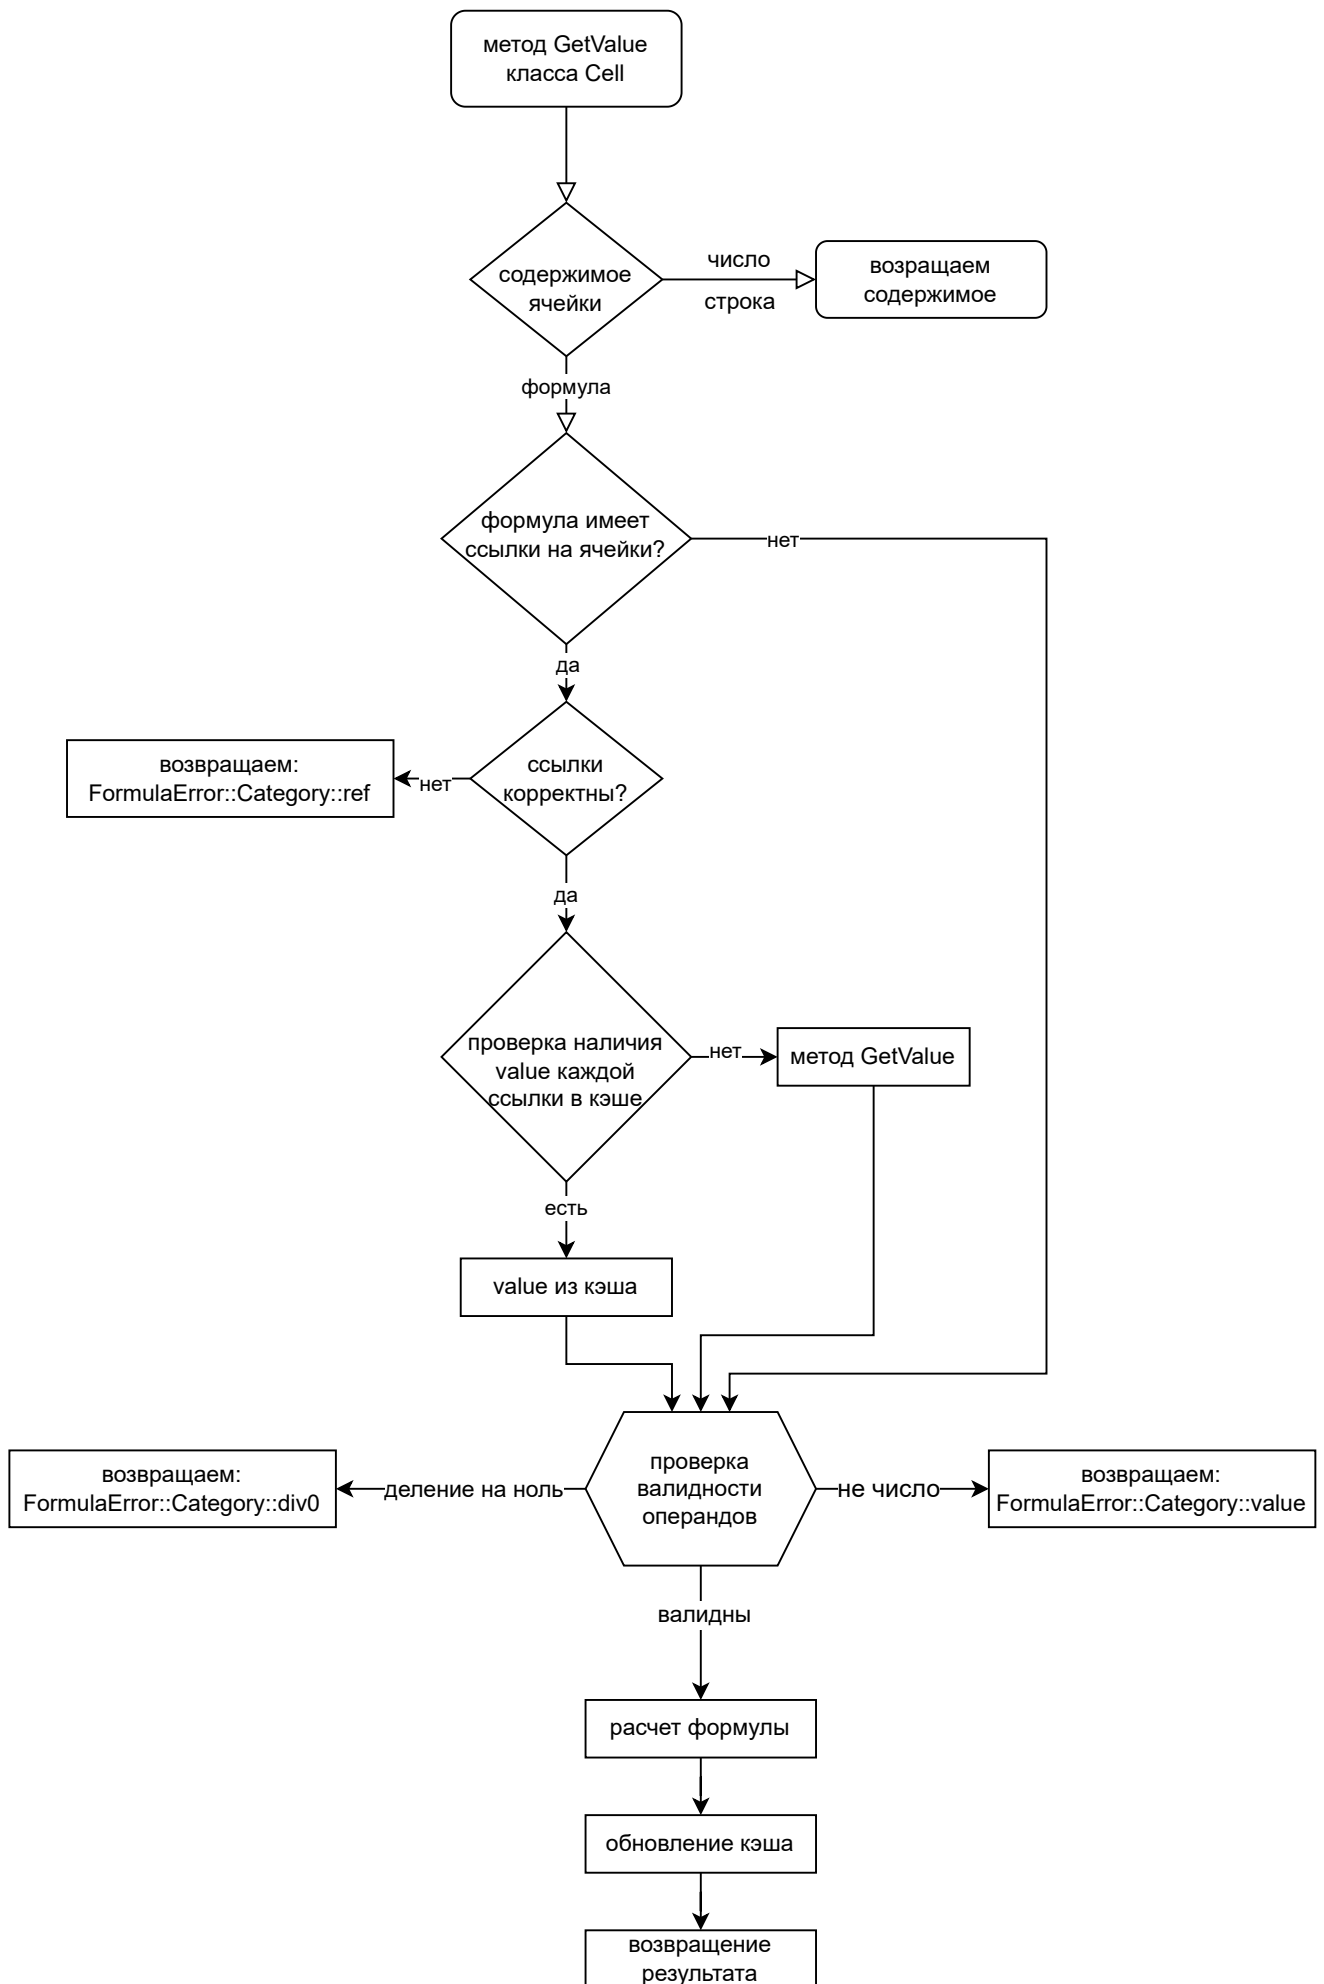 метод GetValue
класса Cell
содержимое
ячейки
число
строка
возращаем
содержимое
формула
формула имеет
ссылки на ячейки?
нет
да
возвращаем:
FormulaError::Category::ref
нет
ссылки
корректны?
да
проверка наличия
value каждой
ссылки в кэше
нет
метод GetValue
есть
value из кэша
возвращаем:
FormulaError::Category::div0
деление на ноль
проверка
валидности
операндов
не число
возвращаем:
FormulaError::Category::value
валидны
расчет формулы
обновление кэша
возвращение
результата